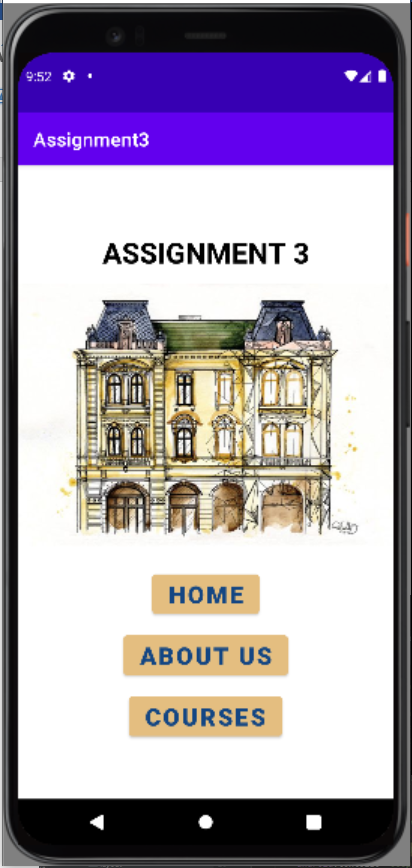 9:52
Assignment3
ASSIGNMENT 3
HOME
ABOUT US
COURSES